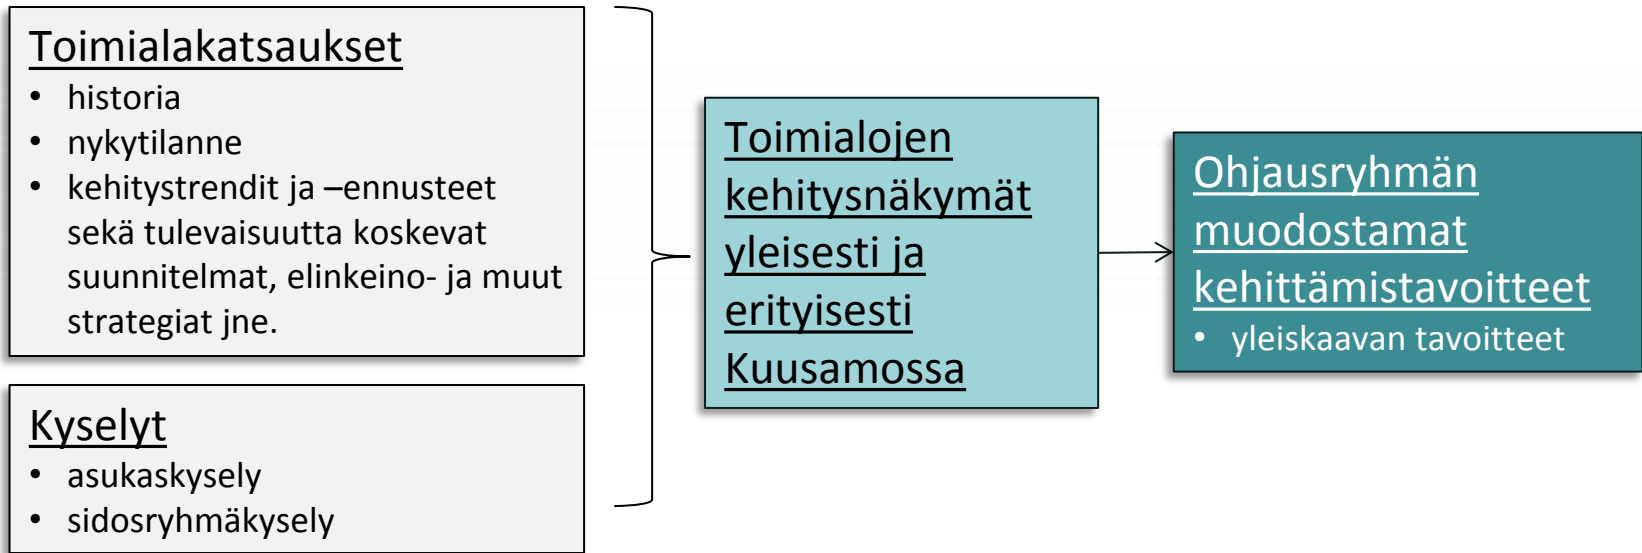 Toimialakatsaukset
• historia
• nykytilanne
• kehitystrendit ja –ennusteet
sekä tulevaisuutta koskevat
suunnitelmat, elinkeino- ja muut
strategiat jne.
Kyselyt
• asukaskysely
• sidosryhmäkysely
Toimialojen
kehitysnäkymät
yleisesti ja
erityisesti
Kuusamossa
Ohjausryhmän
muodostamat
kehittämistavoitteet
• yleiskaavan tavoitteet